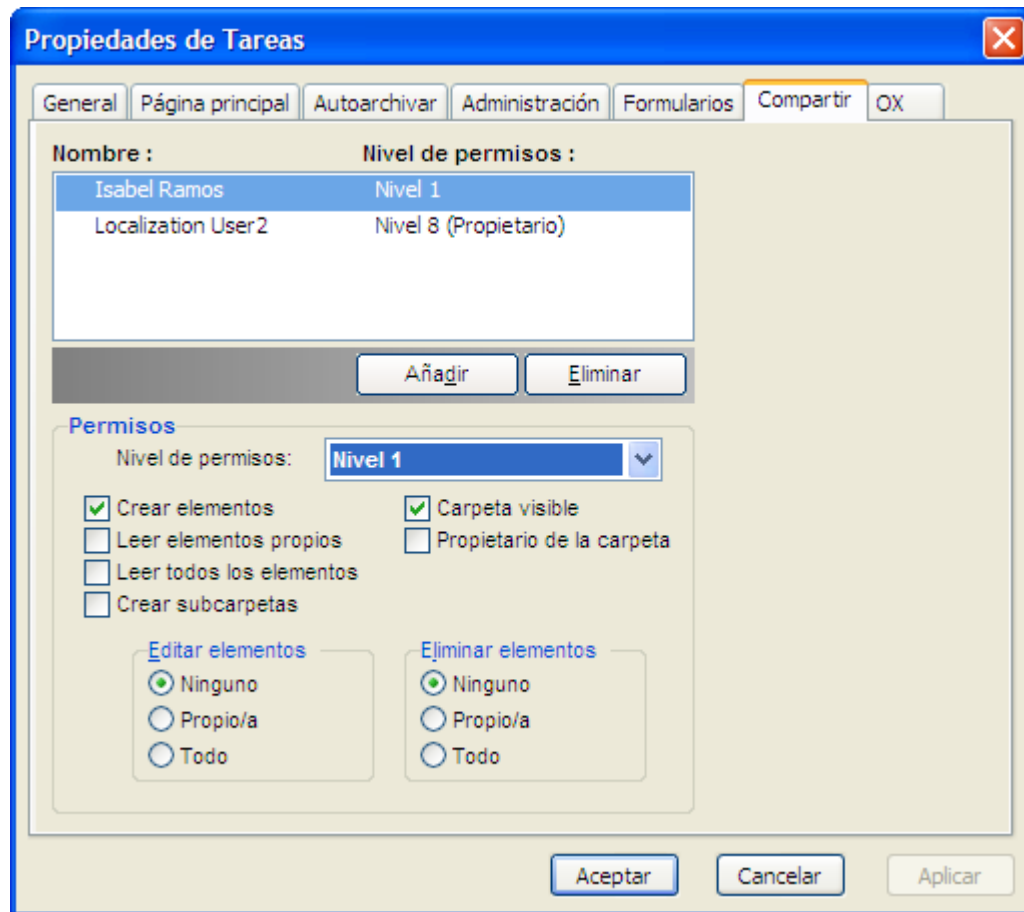 Propiedades de Tareas
General Página principal Autoarchivar Administración Formularios Compartir OX
Nombre : Nivel de permisos :
Isabel Ramos Nivel 1
Localization User2 Nivel 8 (Propietario)
Añadir Eliminar
Permisos
Nivel de permisos: Nivel 1
Crear elementos Carpeta visible
Leer elementos propios Propietario de la carpeta
Leer todos los elementos
Crear subcarpetas
Editar elementos Eliminar elementos
Ninguno Ninguno
Propio/a Propio/a
Todo Todo
Aceptar Cancelar Aplicar